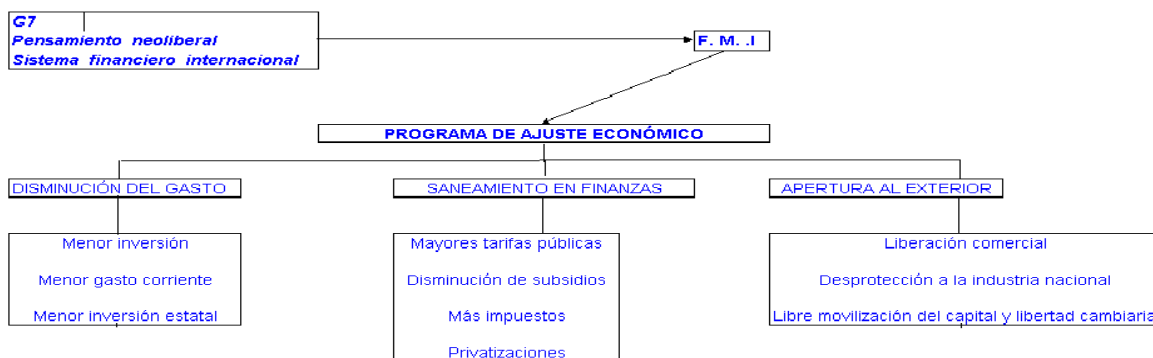 G7
Pensamiento neoliberal
Sistema financiero internacional
F. M. .I
PROGRAMA DE AJUSTE ECONÓMICO
DISMINUCIÓN DEL GASTO
SANEAMIENTO EN FINANZAS
APERTURA AL EXTERIOR
Menor inversión
Menor gasto corriente
Menor inversión estatal
Mayores tarifas públicas
Disminución de subsidios
Más impuestos
Privatizaciones
Liberación comercial
Desprotección a la industria nacional
Libre movilización del capital y libertad cambiaria